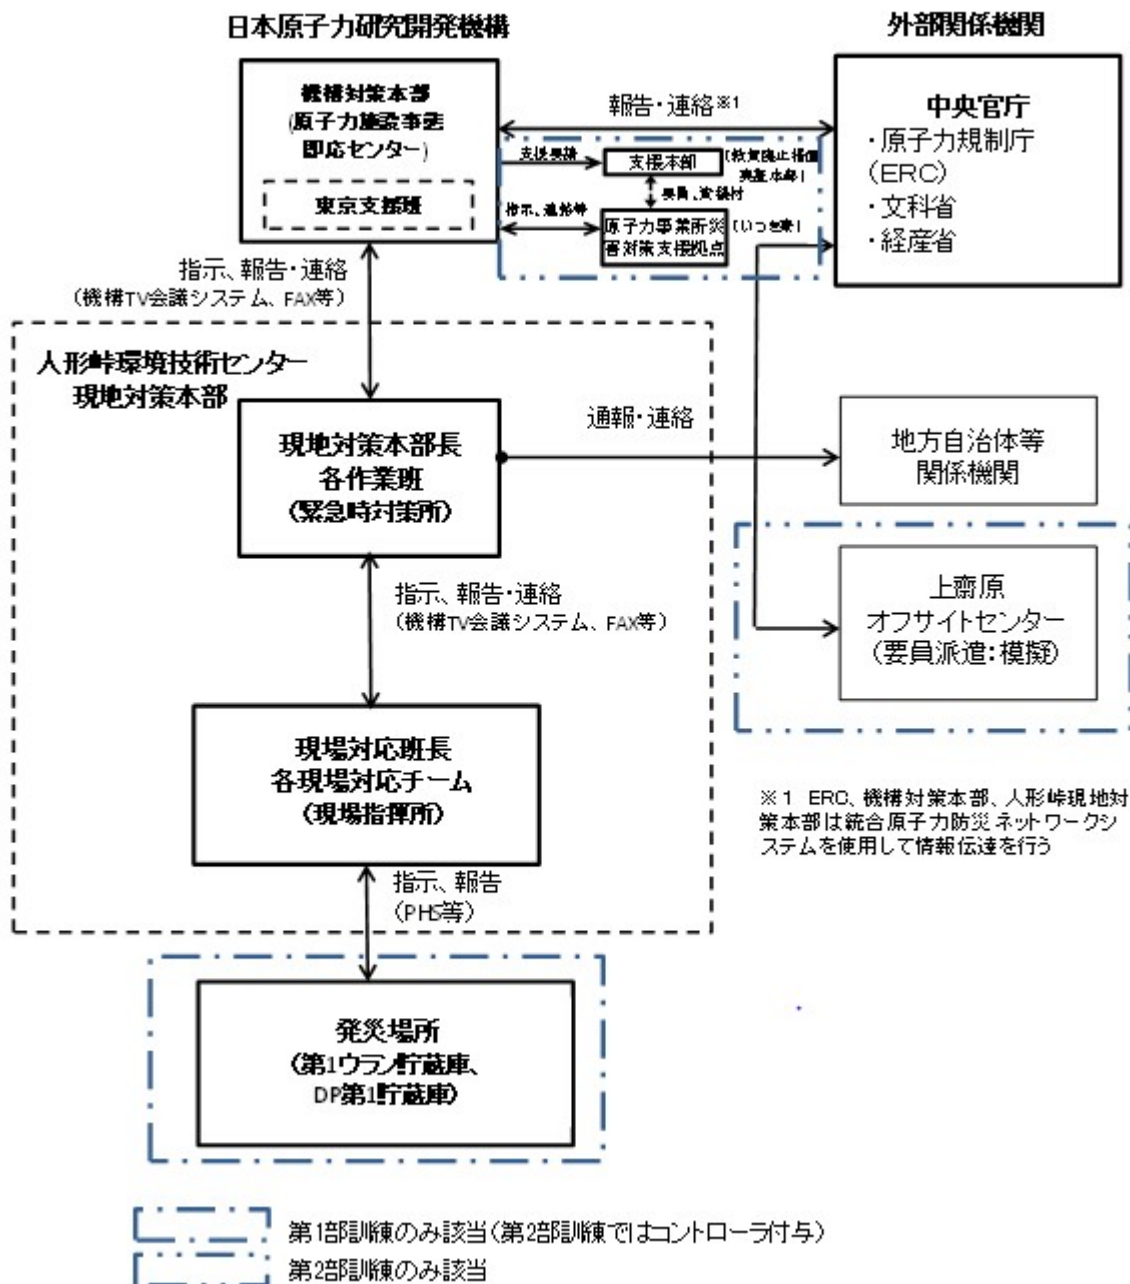 日本原子力研究開発機構
外部関係機関
機構対策本部
(原子力施設事態
即応センター)
東京支援班
報告・連絡※1
支援要請
支援本部
要員、資機材
指示、連絡等
原子力事業所災
害対策支援拠点
中央官庁
・原子力規制庁
(ERC)
・文科省
・経産省
指示、報告・連絡
(機構TV会議システム、FAX等)
人形峠環境技術センター
現地対策本部
現地対策本部長
各作業班
(緊急時対策所)
通報・連絡
地方自治体等
関係機関
指示、報告・連絡
(機構TV会議システム、FAX等)
上齋原
オフサイトセンター
(要員派遣:模擬)
現場対応班長
各現場対応チーム
(現場指揮所)
※1 ERC、機構対策本部、人形峠現地対
策本部は統合原子力防災ネットワークシ
ステムを使用して情報伝達を行う
指示、報告
(PHS等)
発災場所
(第1ウラン貯蔵庫、
DP第1貯蔵庫)
第1部訓練のみ該当(第2部訓練ではコントローラ付与)
第2部訓練のみ該当